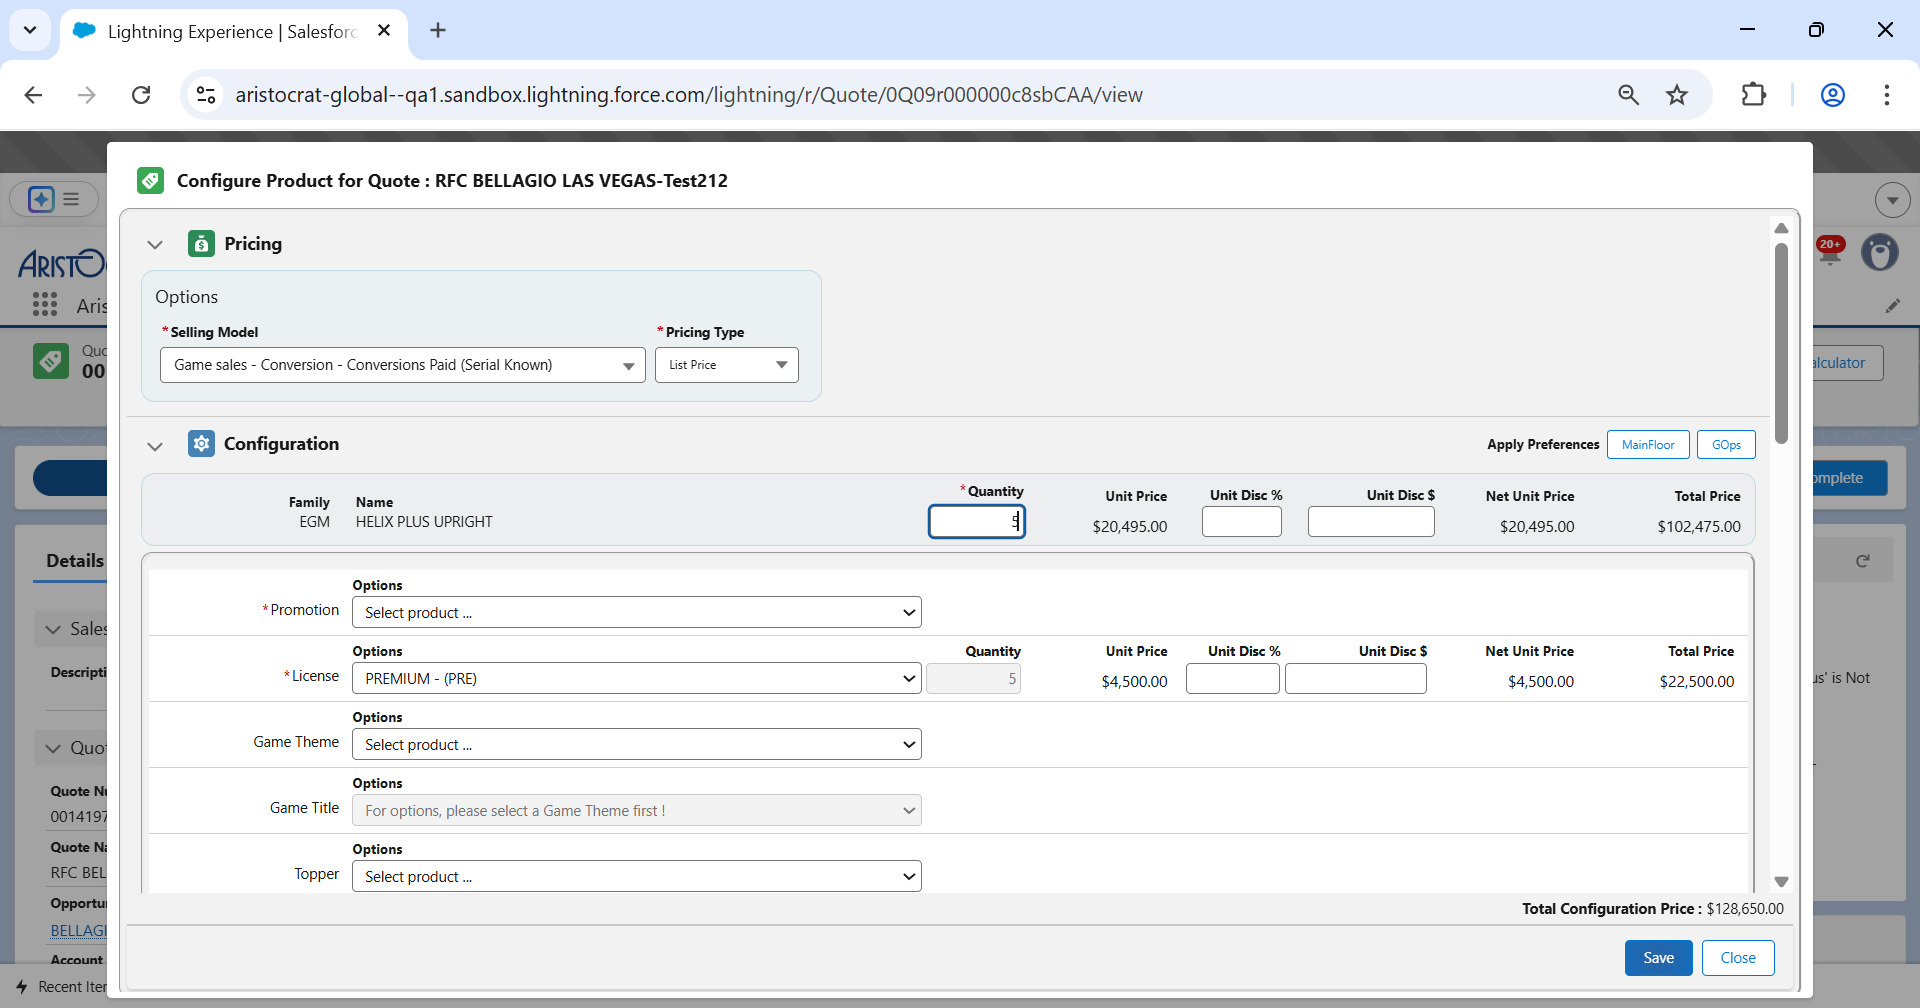 Lightning Experience | Salesforc
aristocrat-global--qa1.sandbox.lightning.force.com/lightning/r/Quote/0Q09r000000c8sbCAA/view
Configure Product for Quote : RFC BELLAGIO LAS VEGAS-Test212
Pricing
Options
*Selling Model *Pricing Type
Game sales - Conversion - Conversions Paid (Serial Known) List Price
Configuration
Apply Preferences MainFloor GOps
Family Name *Quantity Unit Price Unit Disc % Unit Disc $ Net Unit Price Total Price
EGM HELIX PLUS UPRIGHT 5 $20,495.00 $20,495.00 $102,475.00
Options
*Promotion Select product ...
Options Quantity Unit Price Unit Disc % Unit Disc $ Net Unit Price Total Price
*License PREMIUM - (PRE) 5 $4,500.00 $4,500.00 $22,500.00
Options
Game Theme Select product ...
Options
Game Title For options, please select a Game Theme first !
Options
Topper Select product ...
Total Configuration Price : $128,650.00
Save Close
ARISTOC
Aris
Quo
00
Details
Sales
Descripti
Quot
Quote Nu
0014197
Quote Na
RFC BEL
Opportu
BELLAGI
Account
Recent Iter
20+
alculator
omplete
us' is Not